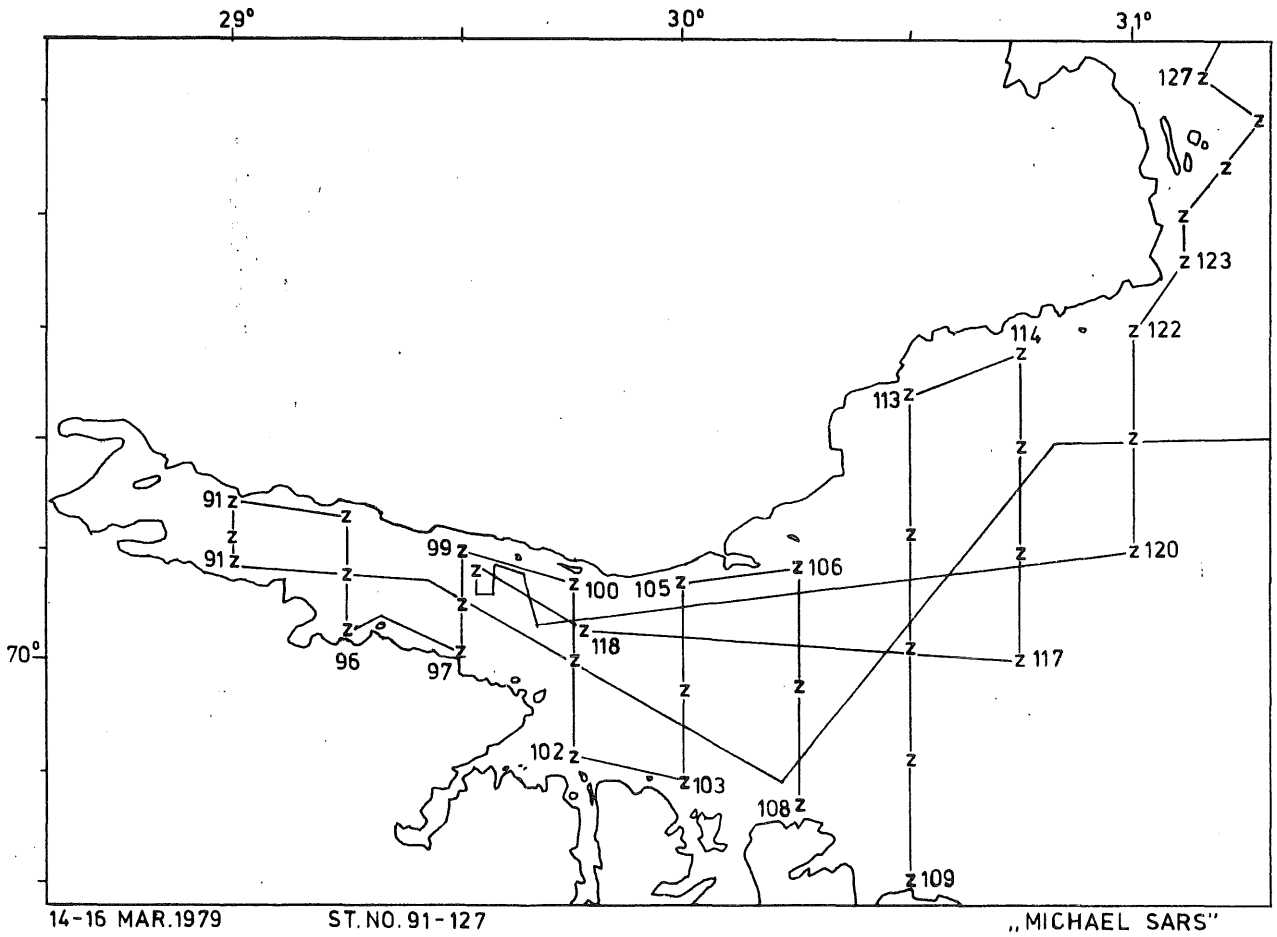 29° 30° 31°
127 z
z
z
z
z 123
114 z 122
z
113 z
z z
91 z
z
z z
91 z 99 z z z 120
z z 100 105 z z 106
z z
z z 118
96 97 z z z z 117
70°
z z
102 z z
z 103
108 z
z 109
14-16 MAR.1979 ST.NO.91-127 „MICHAEL SARS”